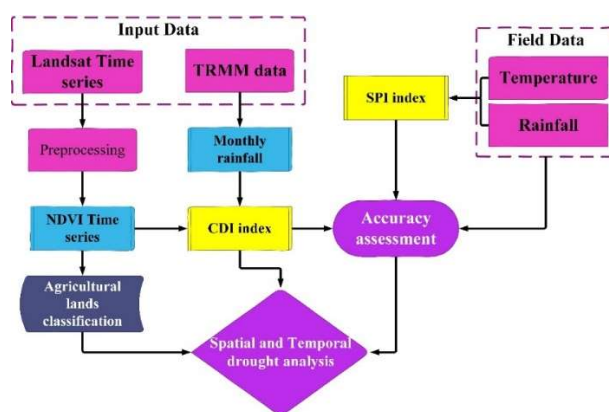 Input Data
Landsat Time
series
TRMM data
Field Data
Temperature
Rainfall
SPI index
Preprocessing
Monthly
rainfall
NDVI Time
series
CDI index
Accuracy
assessment
Agricultural
lands
classification
Spatial and Temporal
drought analysis